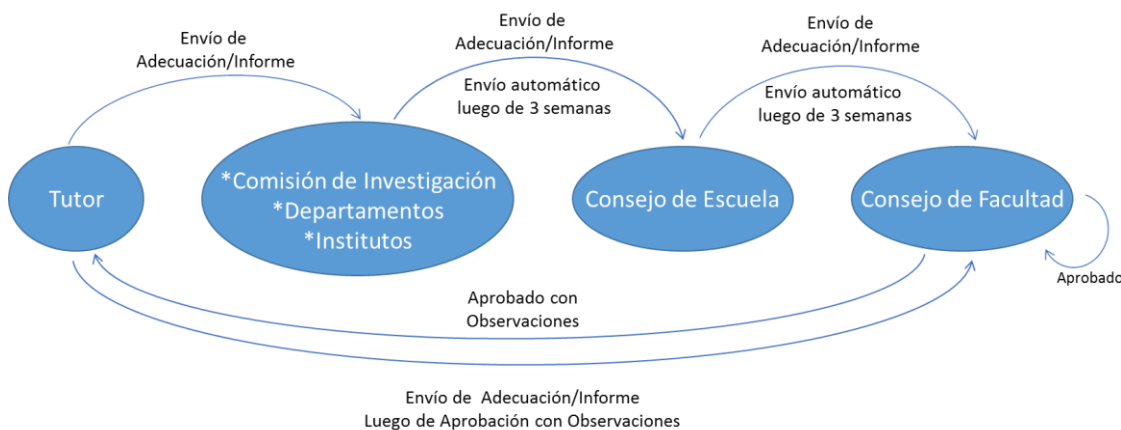 Envío de
Adecuación/Informe
Envío de
Adecuación/Informe
Envío automático
luego de 3 semanas
Envío de
Adecuación/Informe
Envío automático
luego de 3 semanas
Tutor
*Comisión de Investigación
*Departamentos
*Institutos
Consejo de Escuela
Consejo de Facultad
Aprobado
Aprobado con
Observaciones
Envío de Adecuación/Informe
Luego de Aprobación con Observaciones